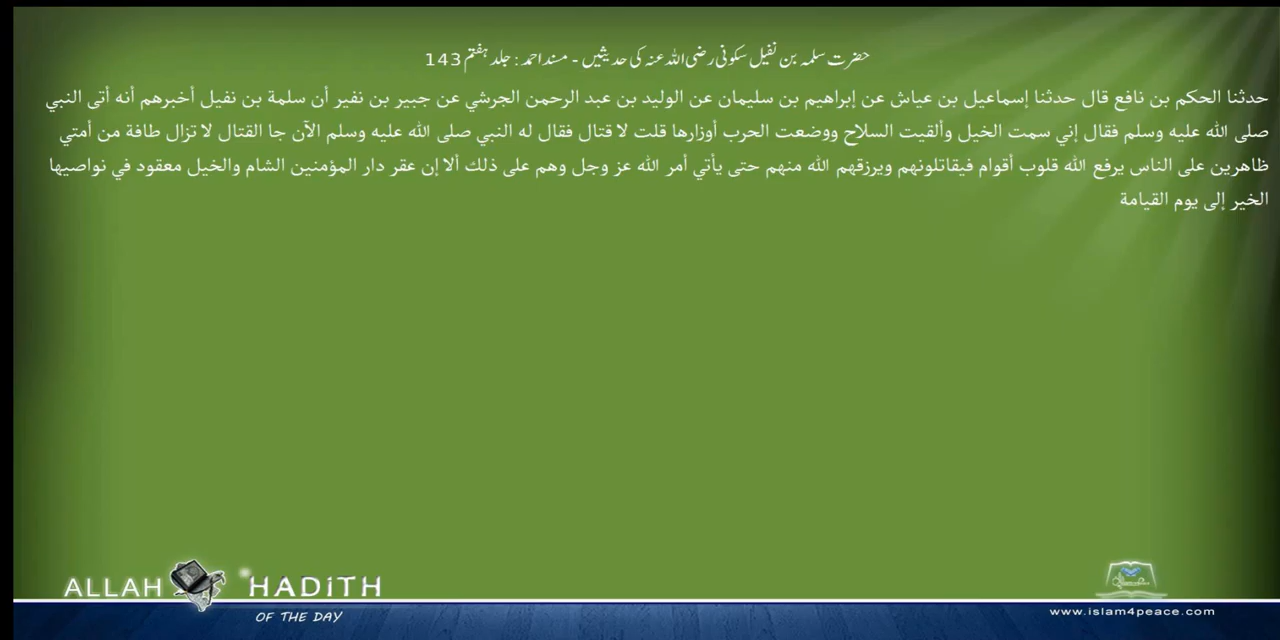 حضرت سلمہ بن نفیل سکونی رضی اللہ عنہ کی حدیثیں - مسند احمد : جلد ہفتم 143
حدثنا الحكم بن نافع قال حدثنا إسماعيل بن عياش عن إبراهيم بن سليمان عن الوليد بن عبد الرحمن الجرشي عن جبير بن نفير أن سلمة بن نفيل أخبرهم أنه أتى النبي
صلى الله عليه وسلم فقال إني سمت الخيل وألقيت السلاح ووضعت الحرب أوزارها قلت لا قتال فقال له النبي صلى الله عليه وسلم الآن جا القتال لا تزال طافة من أمتي
ظاهرين على الناس يرفع الله قلوب أقوام فيقاتلونهم ويرزقهم الله منهم حتى يأتي أمر الله عز وجل وهم على ذلك ألا إن عقر دار المؤمنين الشام والخيل معقود في نواصيها
الخير إلى يوم القيامة
ALLAH HADITH
OF THE DAY
www.islam4peace.com